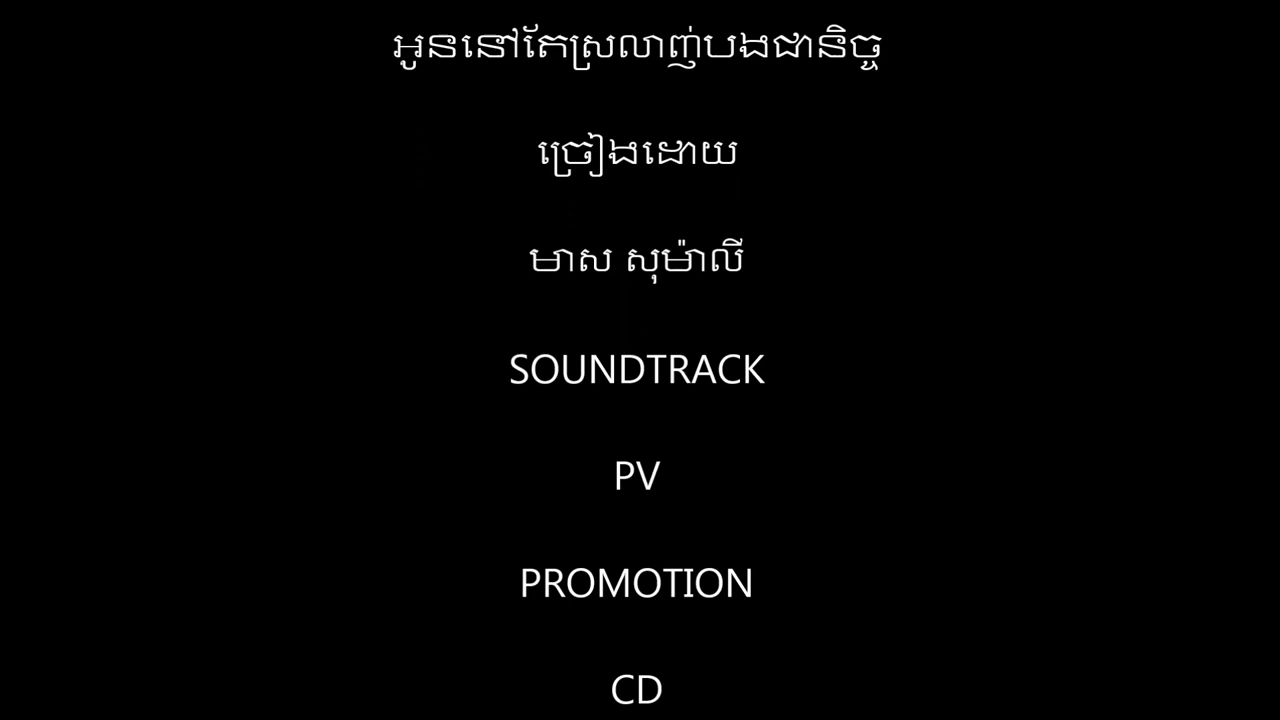 អូននៅតែស្រលាញ់បងជានិច្ច
ច្រៀងដោយ
មាស សុម៉ាលី
SOUNDTRACK
PV
PROMOTION
CD